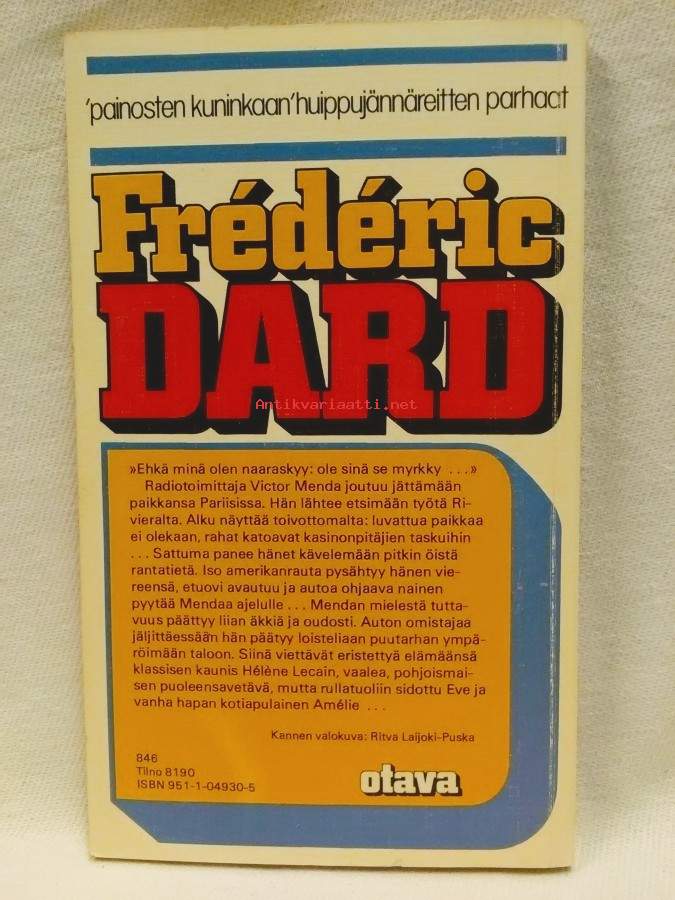 'painosten kuninkaan' huippujännäreitten parhaat
Frédéric
DARD
Antikvariaatti.net
»Ehkä minä olen naaraskyy: ole sinä se myrkky ...»
Radiotoimittaja Victor Menda joutuu jättämään
paikkansa Pariisissa. Hän lähtee etsimään työtä Ri-
vieralta. Alku näyttää toivottomalta: luvattua paikkaa
ei olekaan, rahat katoavat kasinonpitäjien taskuihin
... Sattuma panee hänet kävelemään pitkin öistä
rantatietä. Iso amerikanrauta pysähtyy hänen vie-
reensä, etuovi avautuu ja autoa ohjaava nainen
pyytää Mendaa ajelulle ... Mendan mielestä tutta-
vuus päättyy liian äkkiä ja oudosti. Auton omistajaa
jäljittäessään hän päätyy loisteliaan puutarhan ympä-
röimään taloon. Siinä viettävät eristettyä elämäänsä
klassisen kaunis Hélène Lecain, vaalea, pohjoismai-
sen puoleensavetävä, mutta rullatuoliin sidottu Eve ja
vanha hapan kotiapulainen Amélie ...
Kannen valokuva: Ritva Laijoki-Puska
846
Tilno 8190
ISBN 951-1-04930-5
otava